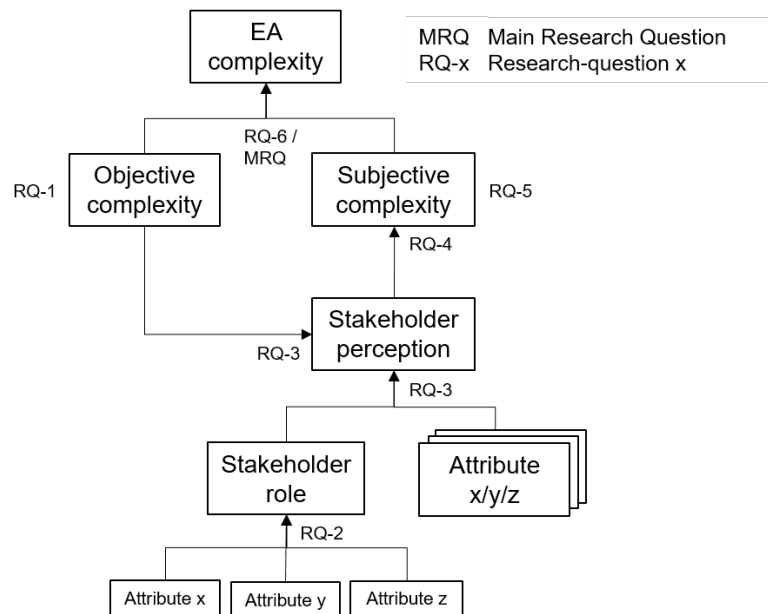 EA
complexity
MRQ Main Research Question
RQ-x Research-question x
RQ-6 /
MRQ
RQ-1
Objective
complexity
Subjective
complexity
RQ-5
RQ-4
Stakeholder
perception
RQ-3
RQ-3
Stakeholder
role
Attribute
x/y/z
RQ-2
Attribute x
Attribute y
Attribute z